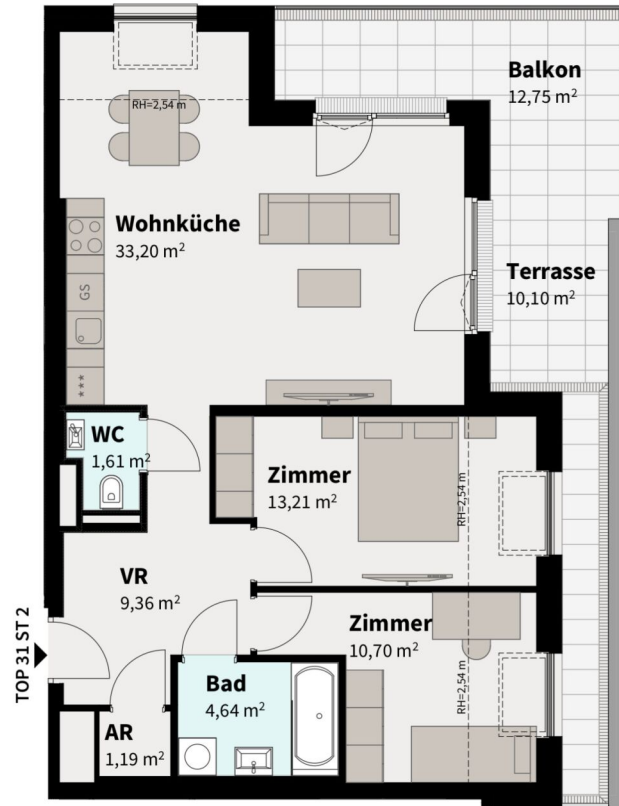 Balkon
12,75 m²
RH=2,54 m
Wohnküche
33,20 m²
GS
Terrasse
10,10 m²
***
WC
1,61 m²
Zimmer
13,21 m²
RH=2,54 m
VR
9,36 m²
Zimmer
10,70 m²
RH=2,54 m
TOP 31 ST 2
Bad
4,64 m²
AR
1,19 m²